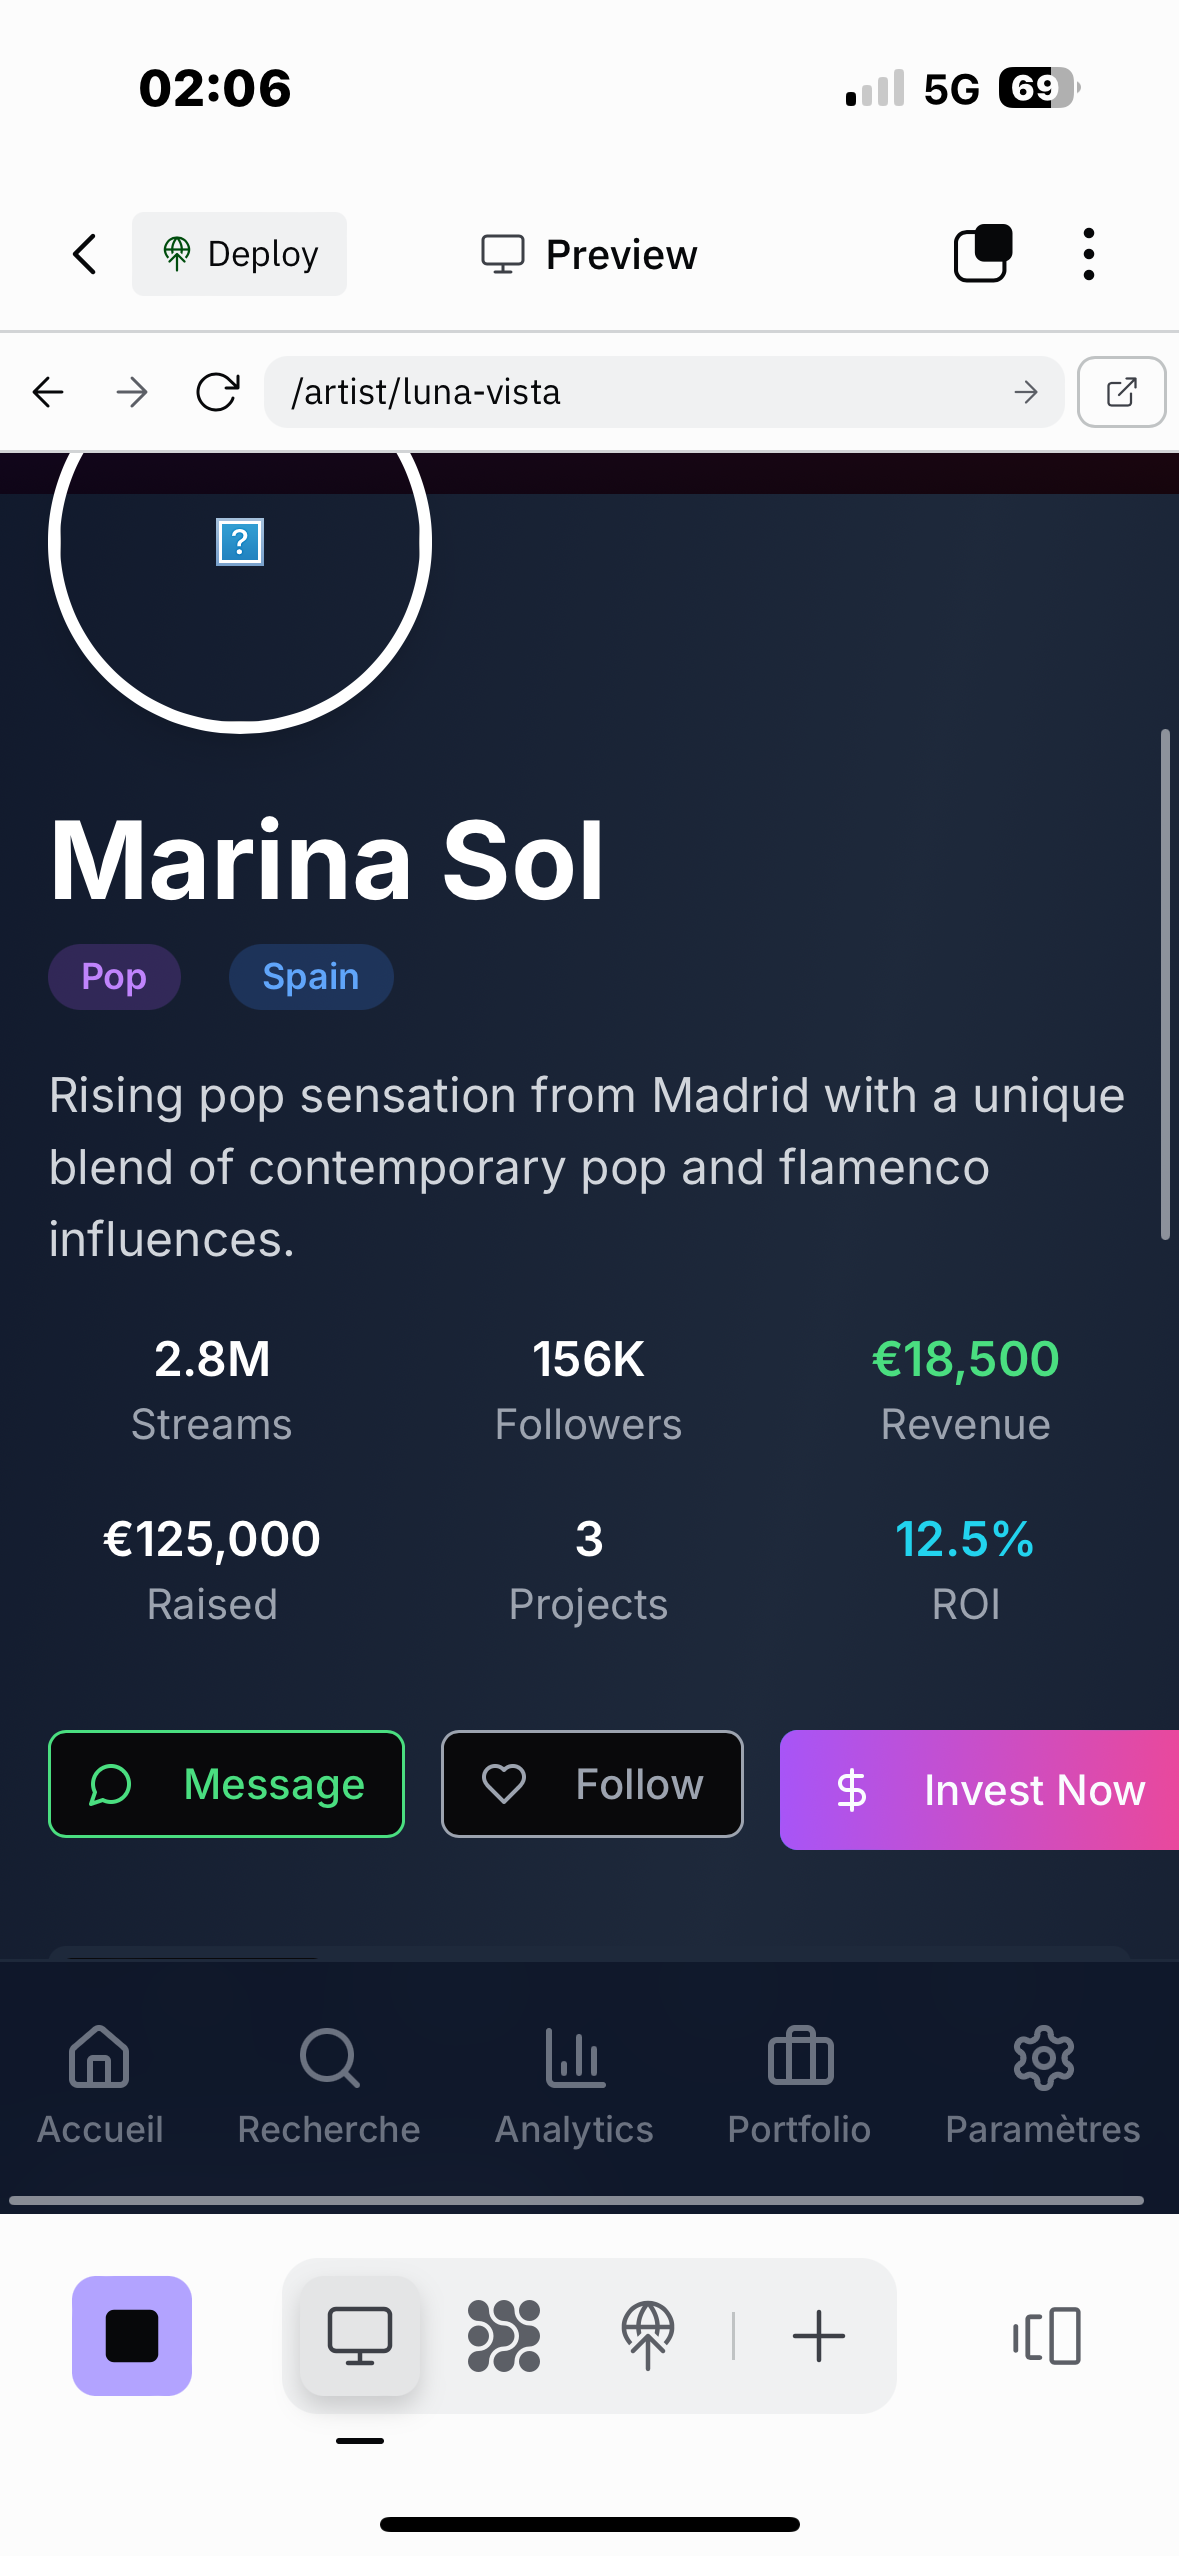 02:06
5G 69
Deploy
Preview
/artist/luna-vista
?
Marina Sol
Pop Spain
Rising pop sensation from Madrid with a unique
blend of contemporary pop and flamenco
influences.
2.8M 156K €18,500
Streams Followers Revenue
€125,000 3 12.5%
Raised Projects ROI
Message Follow $ Invest Now
Accueil Recherche Analytics Portfolio Paramètres